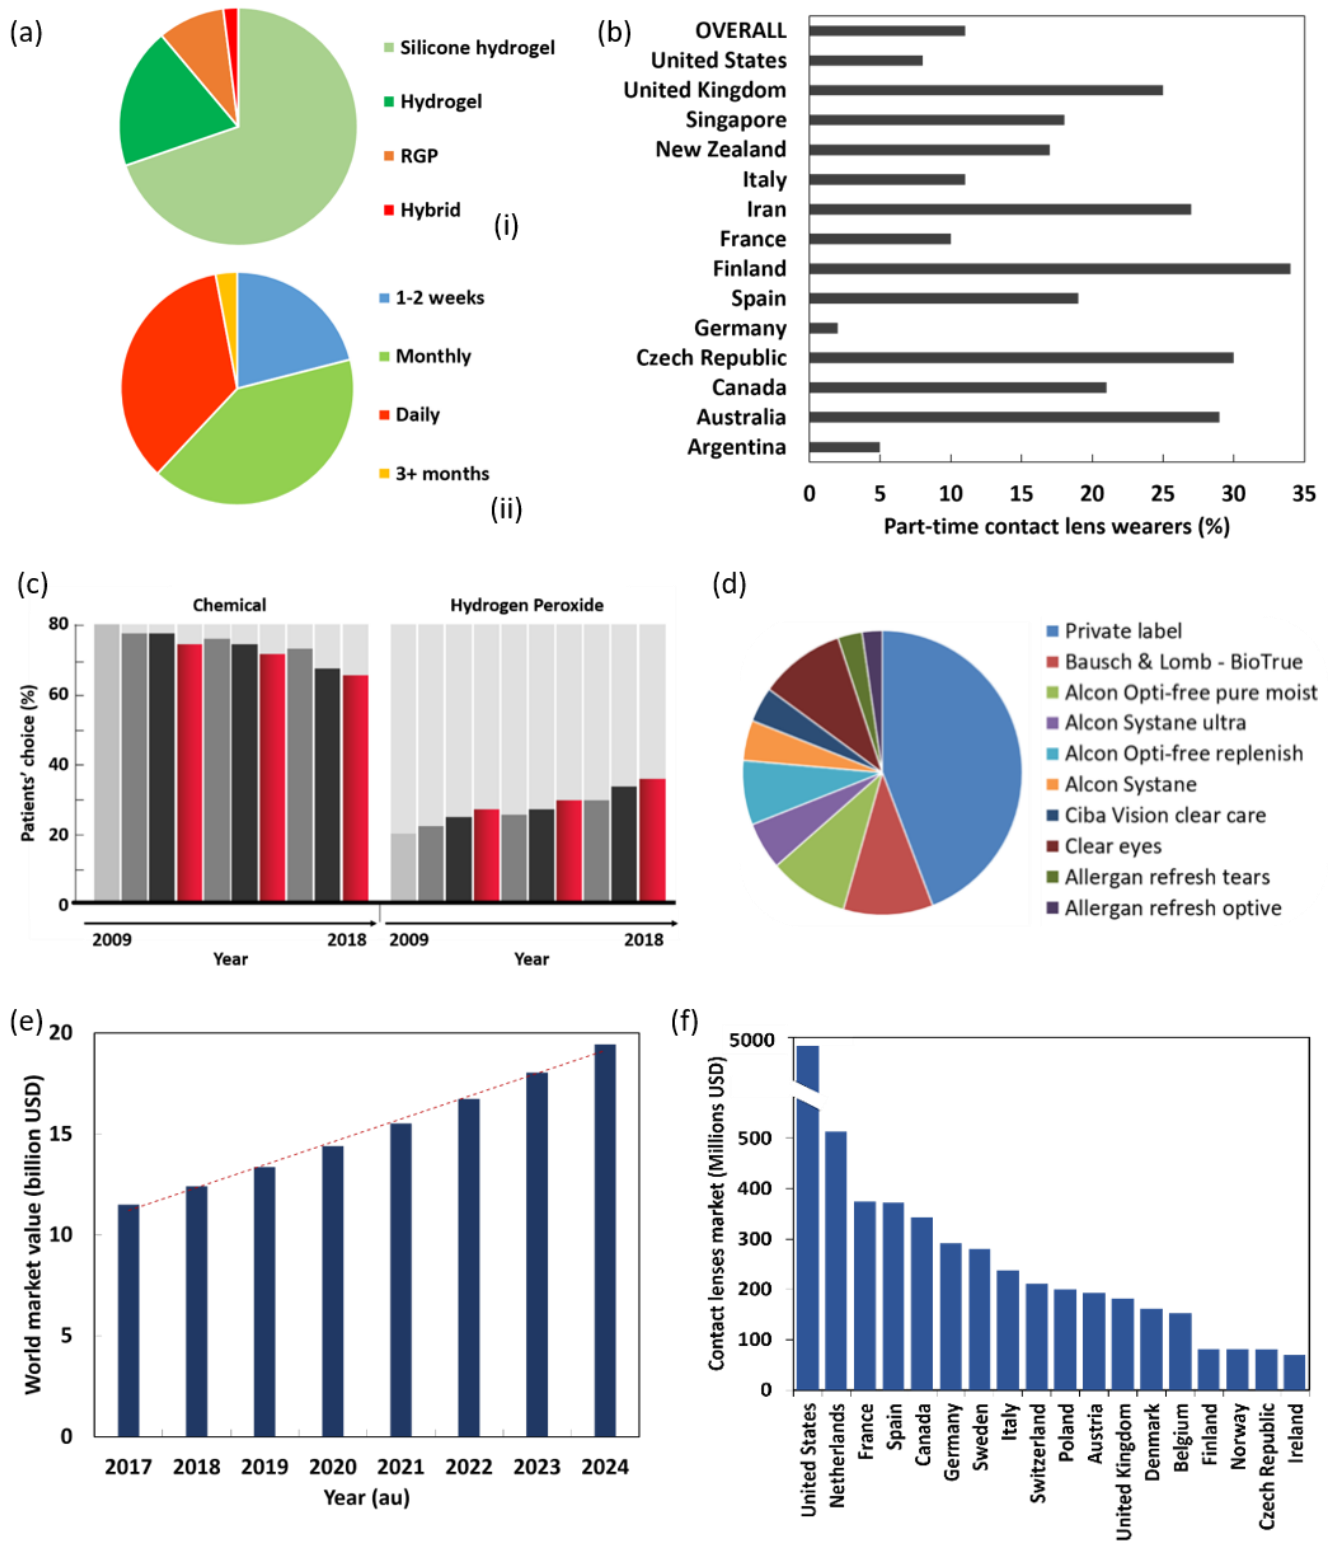 (a)
Silicone hydrogel
Hydrogel
RGP
Hybrid
(i)
1-2 weeks
Monthly
Daily
3+ months
(ii)
(b)
OVERALL
United States
United Kingdom
Singapore
New Zealand
Italy
Iran
France
Finland
Spain
Germany
Czech Republic
Canada
Australia
Argentina
0 5 10 15 20 25 30 35
Part-time contact lens wearers (%)
(c)
Chemical
Hydrogen Peroxide
80
60
40
20
0
Patients' choice (%)
2009 2018
Year
2009 2018
Year
(d)
Private label
Bausch & Lomb - BioTrue
Alcon Opti-free pure moist
Alcon Systane ultra
Alcon Opti-free replenish
Alcon Systane
Ciba Vision clear care
Clear eyes
Allergan refresh tears
Allergan refresh optive
(e)
20
15
10
5
0
World market value (billion USD)
2017 2018 2019 2020 2021 2022 2023 2024
Year (au)
(f)
5000
500
400
300
200
100
0
Contact lenses market (Millions USD)
United States
Netherlands
France
Spain
Canada
Germany
Sweden
Italy
Switzerland
Poland
Austria
United Kingdom
Denmark
Belgium
Finland
Norway
Czech Republic
Ireland